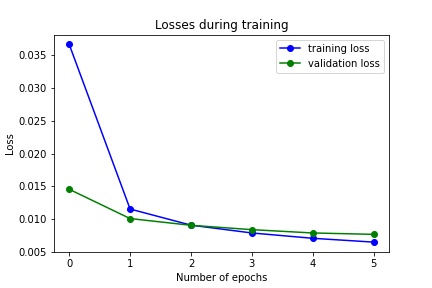 Losses during training
training loss
validation loss
0.035
0.030
0.025
0.020
0.015
0.010
0.005
Loss
0 1 2 3 4 5
Number of epochs